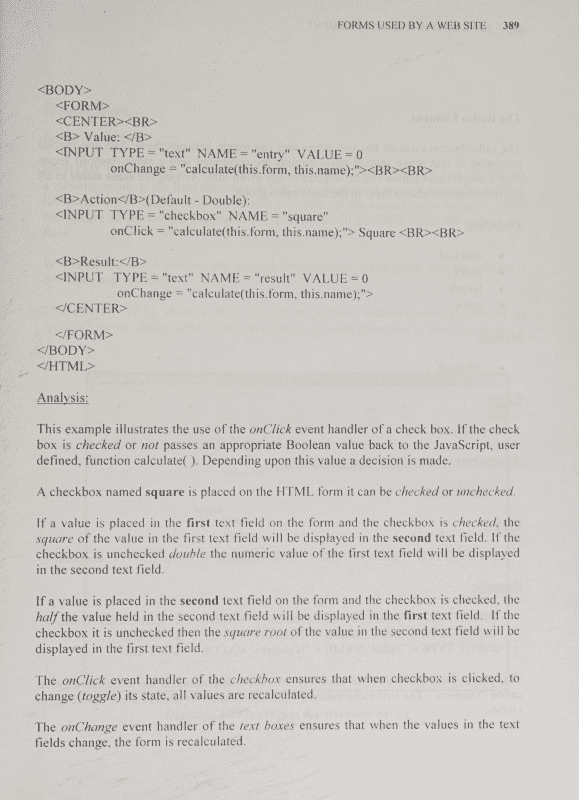 FORMS USED BY A WEB SITE 389
<BODY>
<FORM>
<CENTER><BR>
<B> Value: </B>
<INPUT TYPE = "text" NAME = "entry" VALUE = 0
onChange = "calculate(this.form, this.name);"><BR><BR>
<B>Action</B>(Default - Double):
<INPUT TYPE = "checkbox" NAME = "square"
onClick = "calculate(this.form, this.name);"> Square <BR><BR>
<B>Result:</B>
<INPUT TYPE = "text" NAME = "result" VALUE = 0
onChange = "calculate(this.form, this.name);">
</CENTER>
</FORM>
</BODY>
</HTML>
Analysis:
This example illustrates the use of the onClick event handler of a check box. If the check
box is checked or not passes an appropriate Boolean value back to the JavaScript, user
defined, function calculate( ). Depending upon this value a decision is made.
A checkbox named square is placed on the HTML form it can be checked or unchecked.
If a value is placed in the first text field on the form and the checkbox is checked, the
square of the value in the first text field will be displayed in the second text field. If the
checkbox is unchecked double the numeric value of the first text field will be displayed
in the second text field.
If a value is placed in the second text field on the form and the checkbox is checked, the
half the value held in the second text field will be displayed in the first text field. If the
checkbox it is unchecked then the square root of the value in the second text field will be
displayed in the first text field.
The onClick event handler of the checkbox ensures that when checkbox is clicked, to
change (toggle) its state, all values are recalculated.
The onChange event handler of the text boxes ensures that when the values in the text
fields change, the form is recalculated.